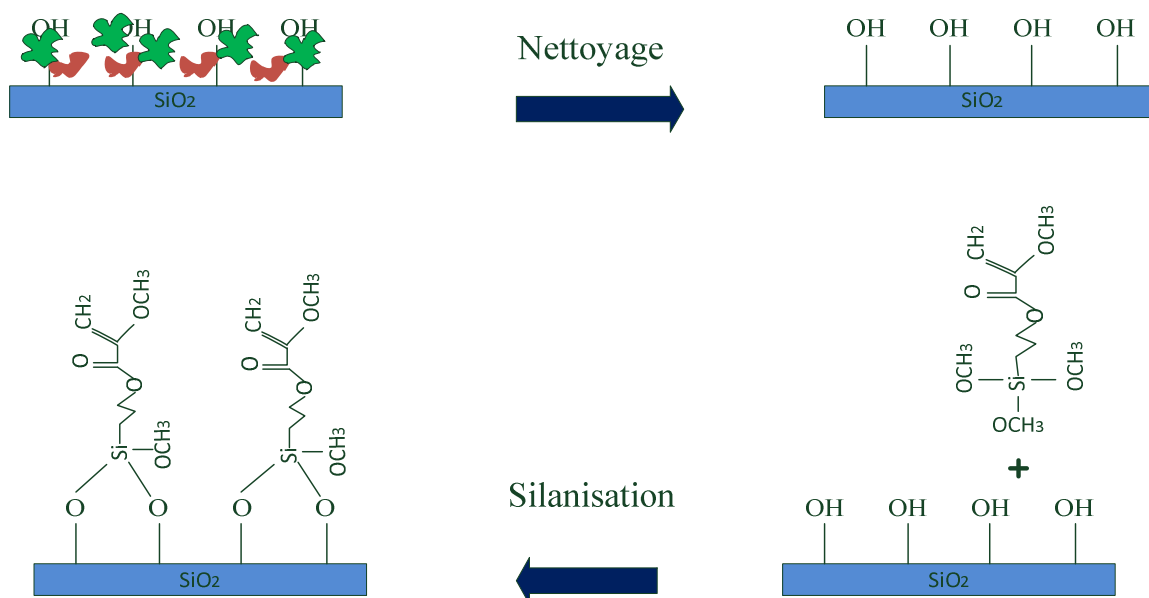 OH OH OH OH
SiO2
Nettoyage
OH OH OH OH
SiO2
CH2 OCH3
O
O
Si OCH3
O O
CH2 OCH3
O
O
Si OCH3
O O
SiO2
Silanisation
CH2 OCH3
O
O
OCH3 Si OCH3
OCH3
+
OH OH OH OH
SiO2